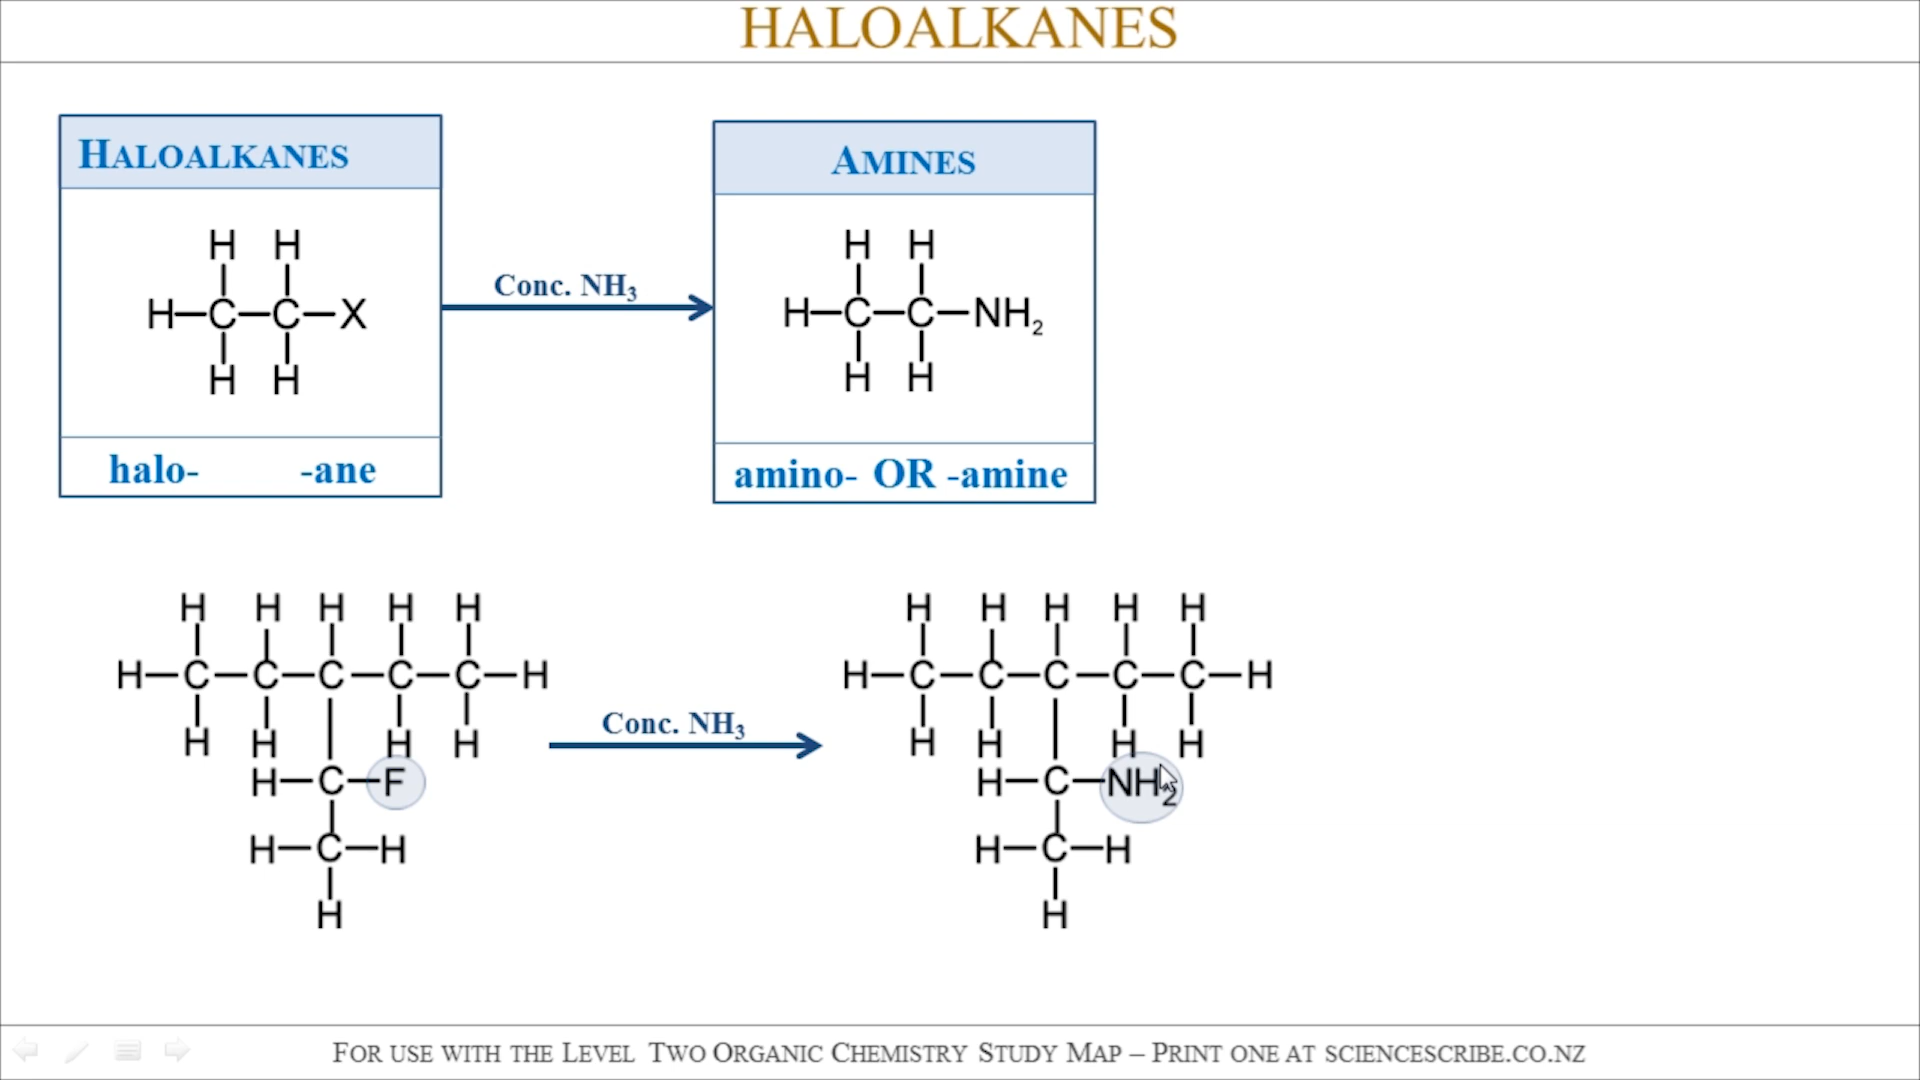 HALOALKANES
HALOALKANES
AMINES
H H
H H
Conc. NH₃
H—C—C—X
H—C—C—NH₂
H H
H H
halo- -ane
amino- OR -amine
H H H H H
H H H H H
H—C—C—C—C—C—H
H—C—C—C—C—C—H
Conc. NH₃
H H H H
H H H H
H—C—F
H—C—NH₂
H—C—H
H—C—H
H
H
FOR USE WITH THE LEVEL TWO ORGANIC CHEMISTRY STUDY MAP – PRINT ONE AT SCIENCESCRIBE.CO.NZ